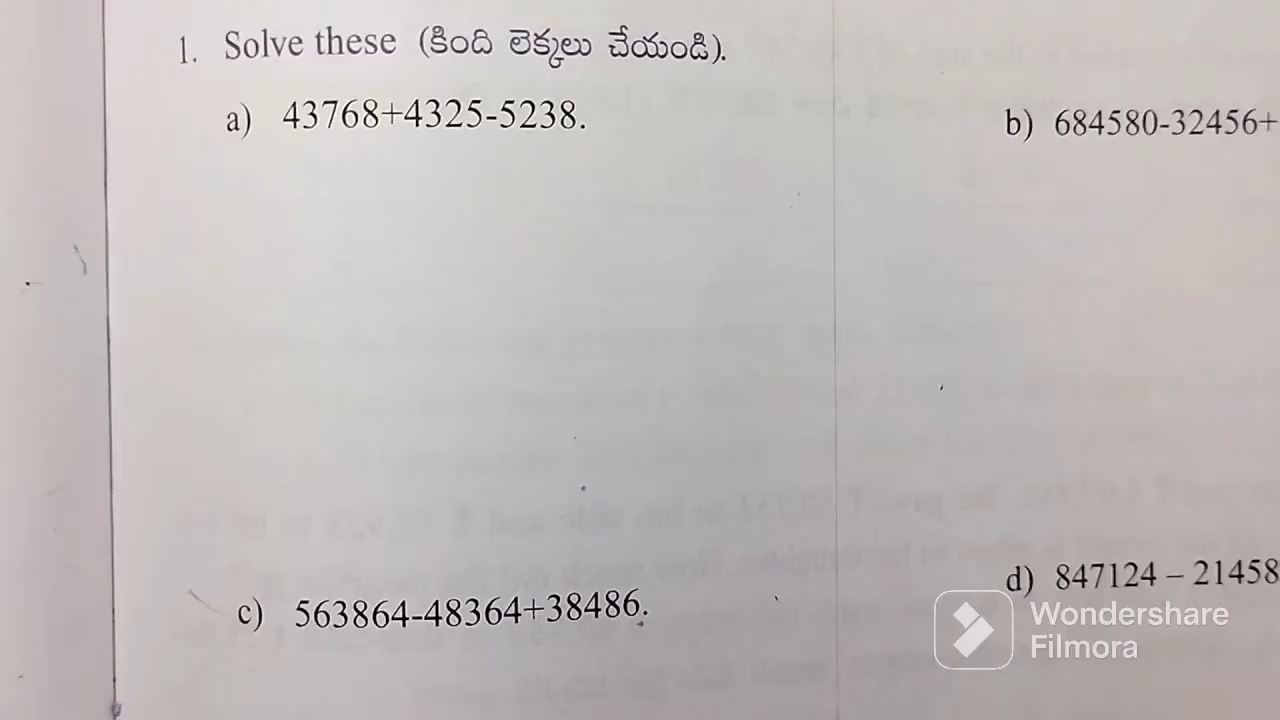 1. Solve these (కింది లెక్కలు చేయండి).
a) 43768+4325-5238.
b) 684580-32456+
c) 563864-48364+38486.
d) 847124 – 21458
Wondershare
Filmora